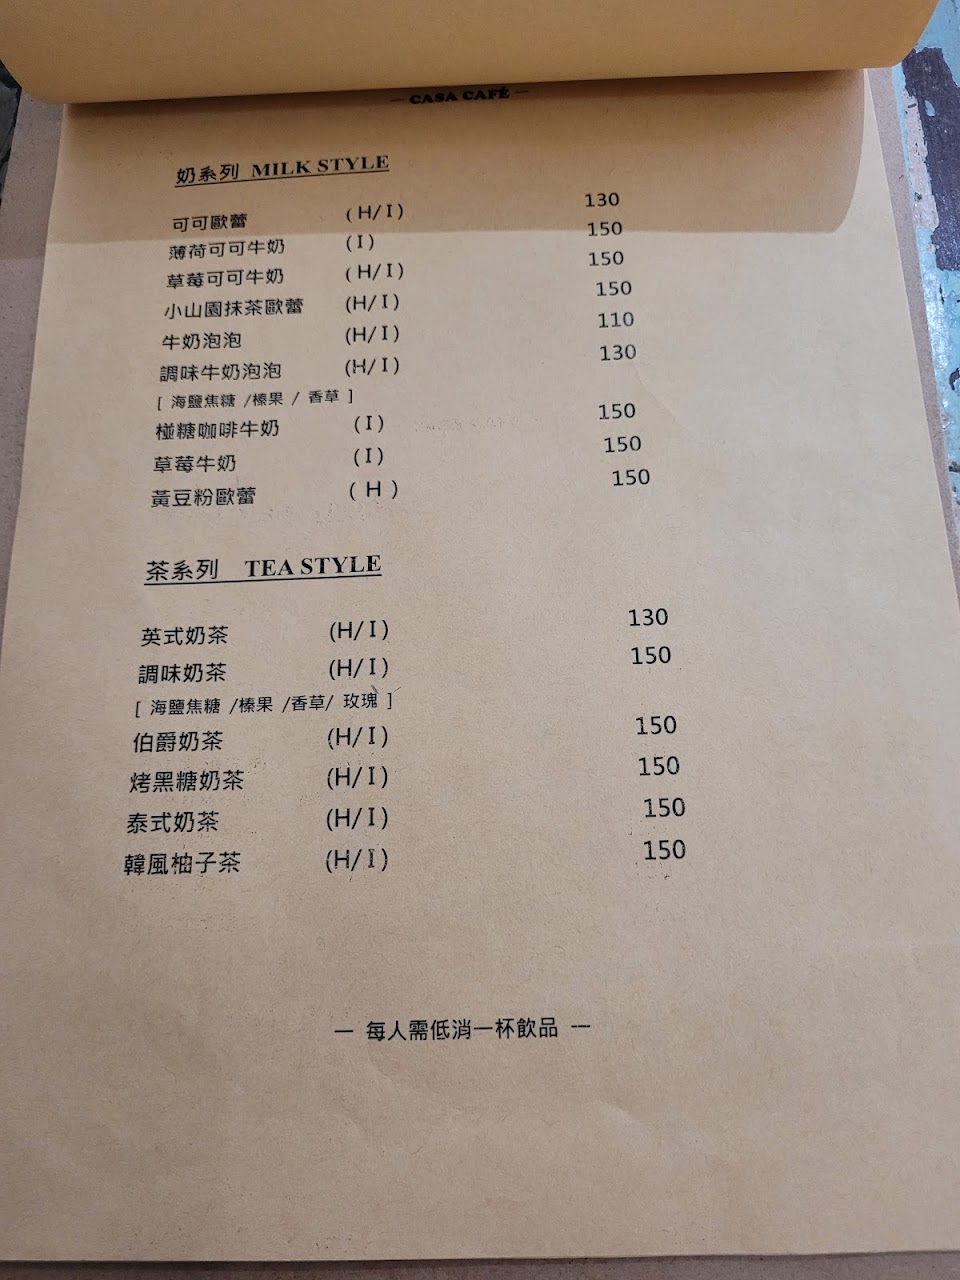 — CASA CAFÉ —
奶系列 MILK STYLE
可可歐蕾 (H/I) 130
薄荷可可牛奶 (I) 150
草莓可可牛奶 (H/I) 150
小山園抹茶歐蕾 (H/I) 150
牛奶泡泡 (H/I) 110
調味牛奶泡泡 (H/I) 130
[ 海鹽焦糖 /榛果 / 香草 ]
椪糖咖啡牛奶 (I) 150
草莓牛奶 (I) 150
黃豆粉歐蕾 ( H ) 150
茶系列 TEA STYLE
英式奶茶 (H/I) 130
調味奶茶 (H/I) 150
[ 海鹽焦糖 /榛果 /香草/ 玫瑰 ]
伯爵奶茶 (H/I) 150
烤黑糖奶茶 (H/I) 150
泰式奶茶 (H/I) 150
韓風柚子茶 (H/I) 150
— 每人需低消一杯飲品 —